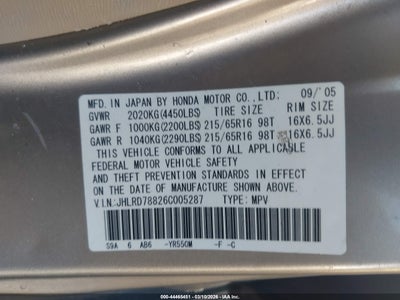 MFD. IN JAPAN BY HONDA MOTOR CO., LTD.: 09/'05
GVWR 2020KG(4450LBS) TIRE SIZE RIM SIZE
GAWR F 1000KG(2200LBS) 215/65R16 98T 16X6.5JJ
GAWR R 1040KG(2290LBS) 215/65R16 98T 16X6.5JJ
THIS VEHICLE CONFORMS TO ALL APPLICABLE
FEDERAL MOTOR VEHICLE SAFETY
AND THEFT PREVENTION STANDARDS IN EFFECT
ON THE DATE OF MANUFACTURE SHOWN ABOVE.
V.I.N:JHLRD78826C005287 TYPE: MPV
S9A 6 AB6 -YR550M -F -C
44465451 - 03/10/2026 - © IAA Holdings, LLC